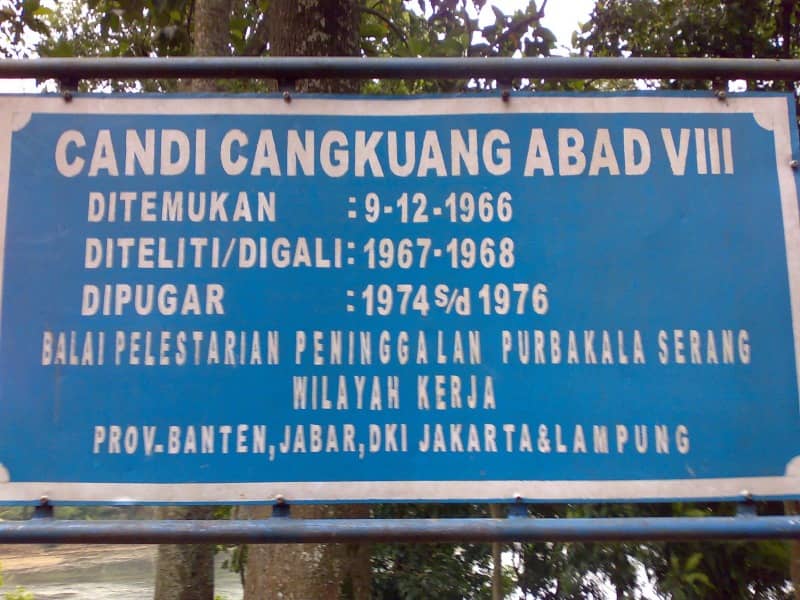 CANDI CANGKUANG ABAD VIII
DITEMUKAN : 9-12-1966
DITELITI/DIGALI: 1967-1968
DIPUGAR : 1974 s/d 1976
BALAI PELESTARIAN PENINGGALAN PURBAKALA SERANG
WILAYAH KERJA
PROV-BANTEN,JABAR,DKI JAKARTA&LAMPUNG